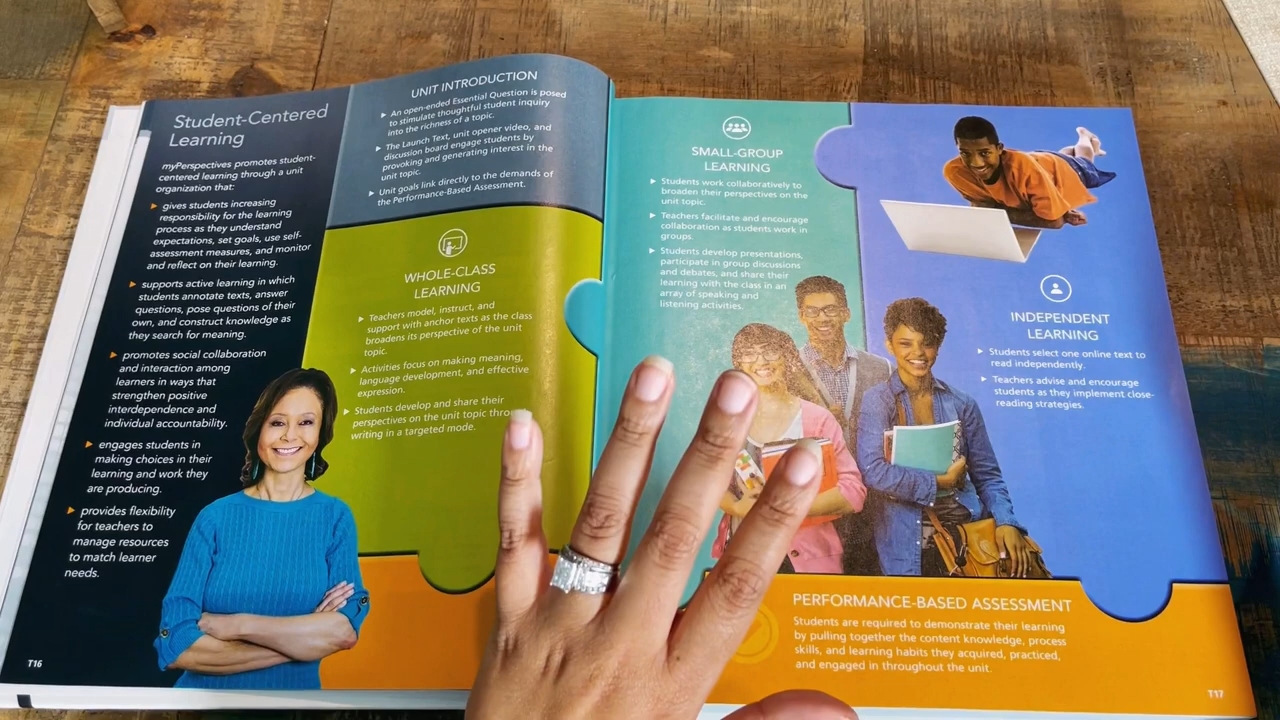 Student-Centered
Learning
myPerspectives promotes student-
centered learning through a unit
organization that:
► gives students increasing
responsibility for the learning
process as they understand
expectations, set goals, use self-
assessment measures, and monitor
and reflect on their learning.
► supports active learning in which
students annotate texts, answer
questions, pose questions of their
own, and construct knowledge as
they search for meaning.
► promotes social collaboration
and interaction among
learners in ways that
strengthen positive
interdependence and
individual accountability.
► engages students in
making choices in their
learning and work they
are producing.
► provides flexibility
for teachers to
manage resources
to match learner
needs.
T16
UNIT INTRODUCTION
► An open-ended Essential Question is posed
to stimulate thoughtful student inquiry
into the richness of a topic.
► The Launch Text, unit opener video, and
discussion board engage students by
provoking and generating interest in the
unit topic.
► Unit goals link directly to the demands of
the Performance-Based Assessment.
WHOLE-CLASS
LEARNING
► Teachers model, instruct, and
support with anchor texts as the class
broadens its perspective of the unit
topic.
► Activities focus on making meaning,
language development, and effective
expression.
► Students develop and share their
perspectives on the unit topic
writing in a targeted mode.
SMALL-GROUP
LEARNING
► Students work collaboratively to
broaden their perspectives on the
unit topic.
► Teachers facilitate and encourage
collaboration as students work in
groups.
► Students develop presentations,
participate in group discussions
and debates, and share their
learning with the class in an
array of speaking and
listening activities.
INDEPENDENT
LEARNING
► Students select one online text to
read independently.
► Teachers advise and encourage
students as they implement close-
reading strategies.
PERFORMANCE-BASED ASSESSMENT
Students are required to demonstrate their learning
by pulling together the content knowledge, process
skills, and learning habits they acquired, practiced,
and engaged in throughout the unit.
T17